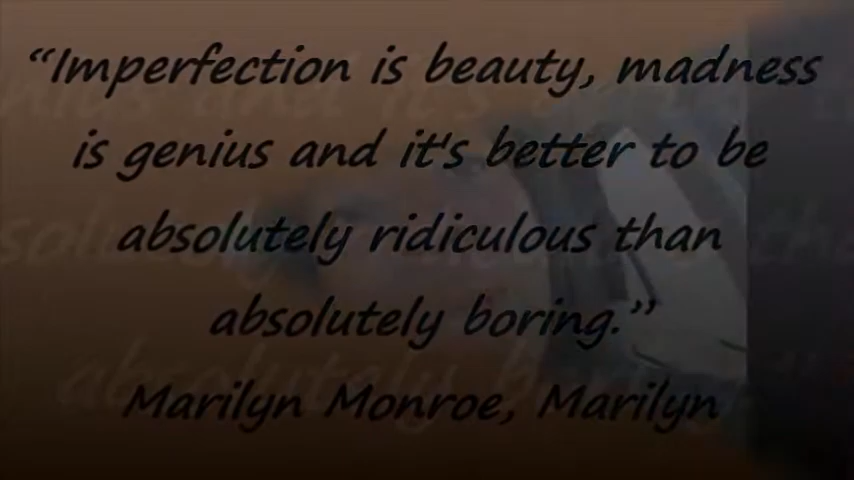 “Imperfection is beauty, madness
is genius and it's better to be
absolutely ridiculous than
absolutely boring.”
Marilyn Monroe, Marilyn